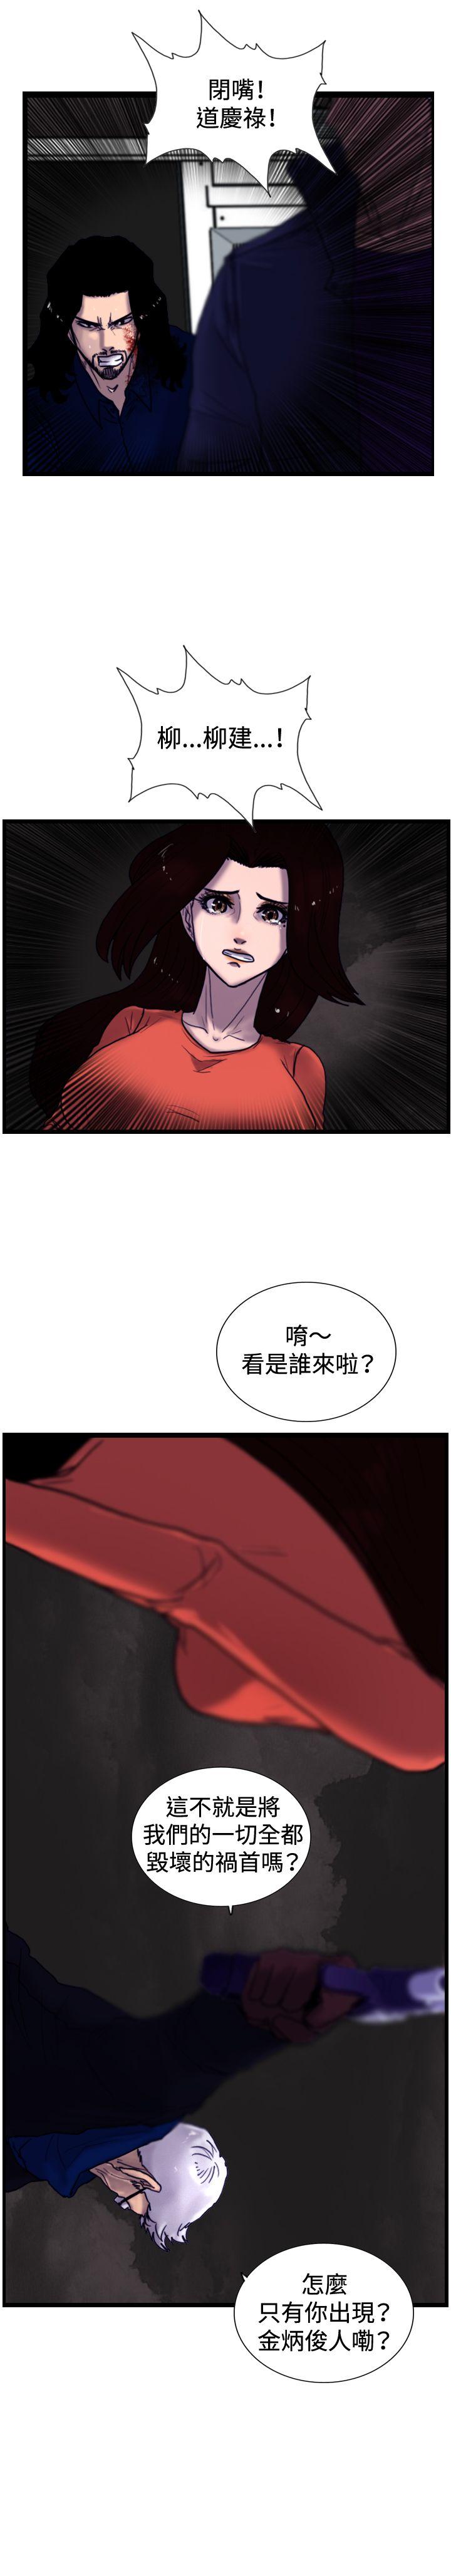 閉嘴！
道慶祿！
柳...柳建...！
唷～
看是誰來啦？
這不就是將
我們的一切全都
毀壞的禍首嗎？
怎麼
只有你出現？
金炳俊人嘞？